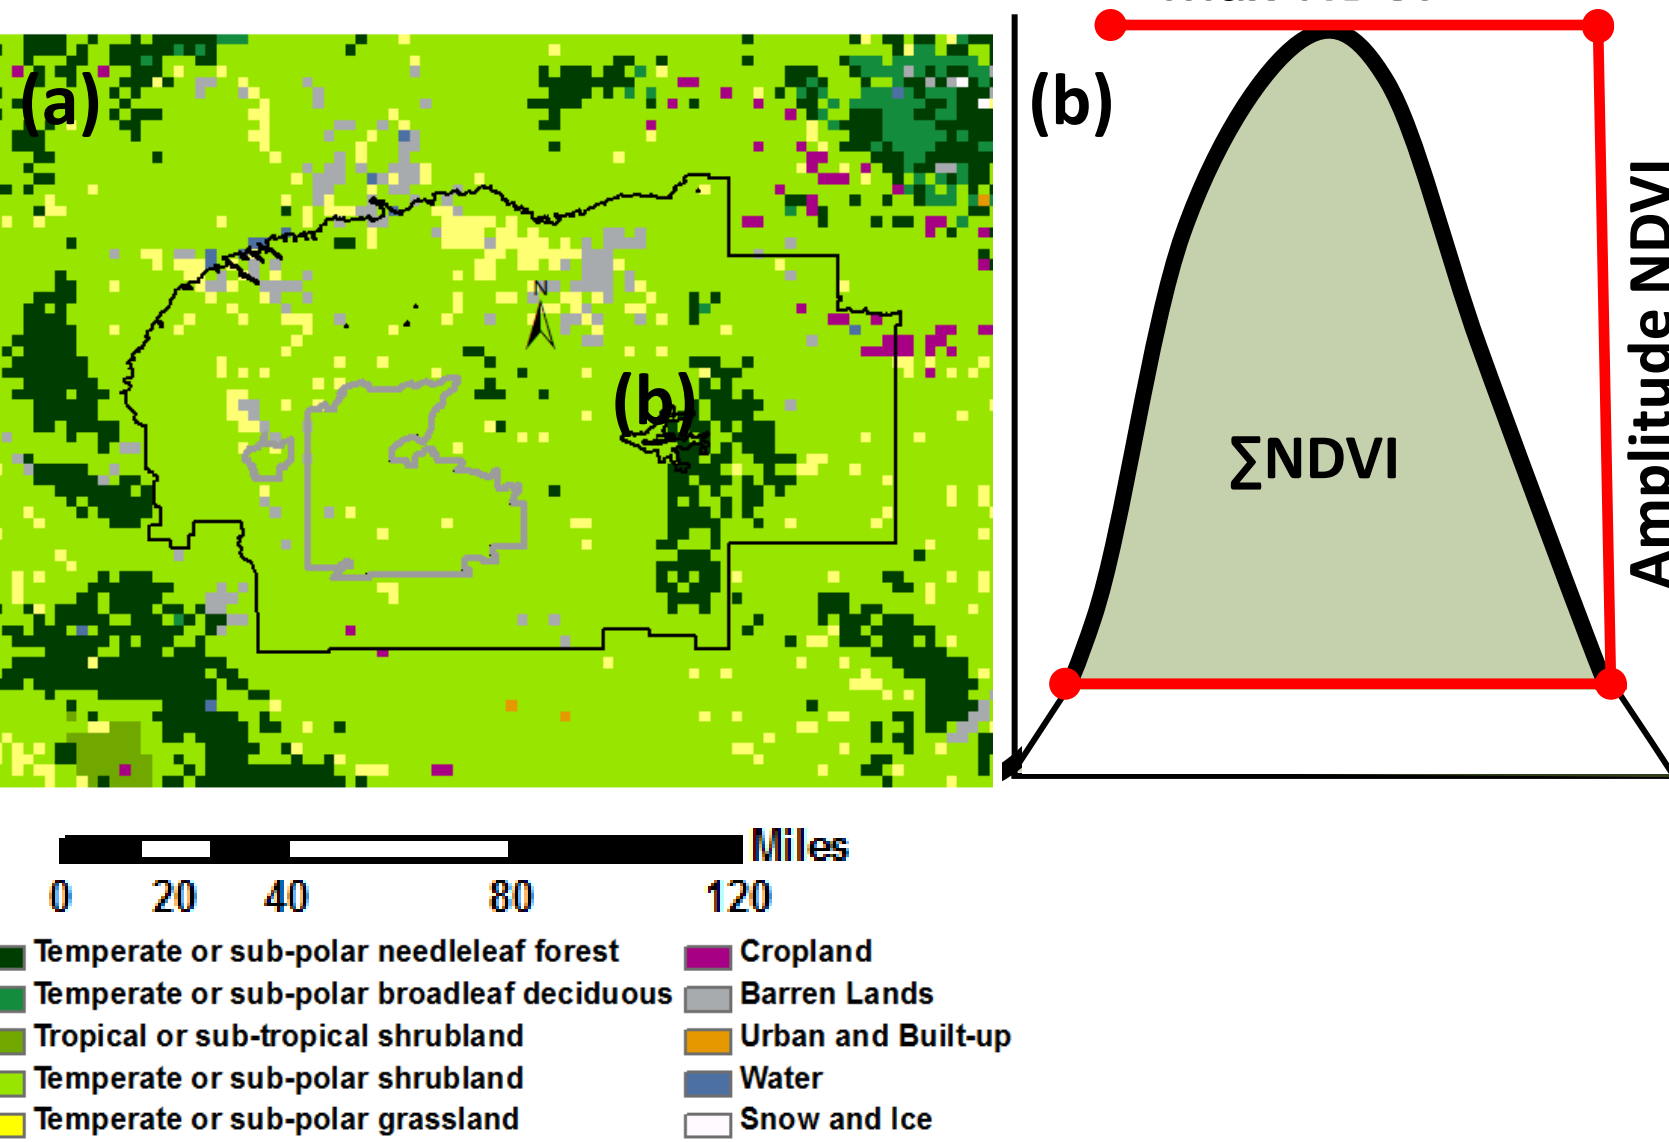 (a)
N
(b)
(b)
∑NDVI
Amplitude NDVI
Miles
0 20 40 80 120
Temperate or sub-polar needleleaf forest
Temperate or sub-polar broadleaf deciduous
Tropical or sub-tropical shrubland
Temperate or sub-polar shrubland
Temperate or sub-polar grassland
Cropland
Barren Lands
Urban and Built-up
Water
Snow and Ice